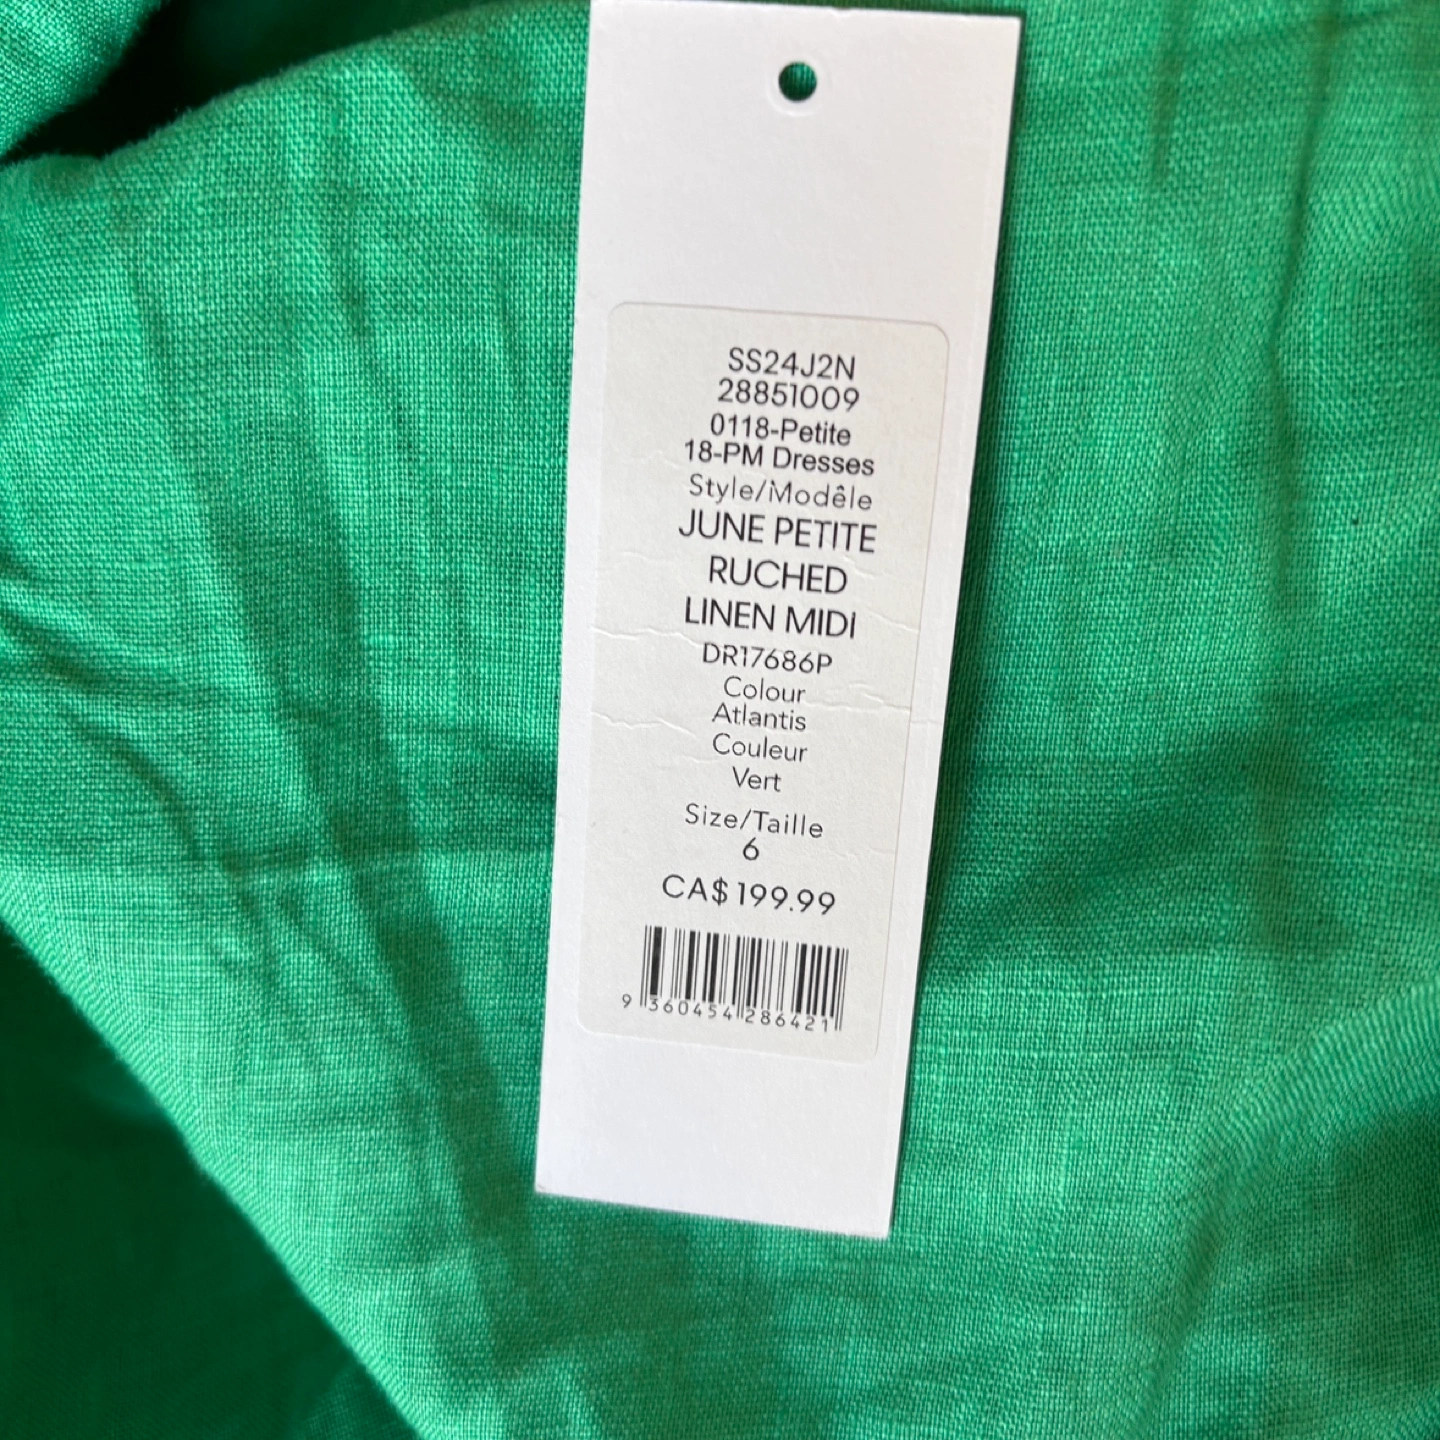 SS24J2N
28851009
0118-Petite
18-PM Dresses
Style/Modêle
JUNE PETITE
RUCHED
LINEN MIDI
DR17686P
Colour
Atlantis
Couleur
Vert
Size/Taille
6
CA$199.99
9 360454 286421